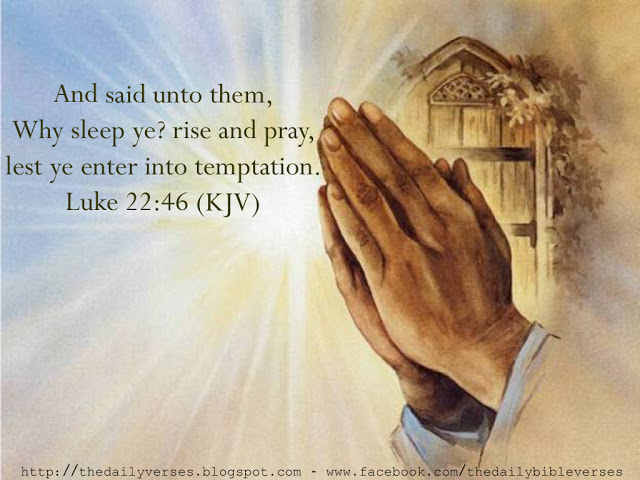 And said unto them,
Why sleep ye? rise and pray,
lest ye enter into temptation.
Luke 22:46 (KJV)
http://thedailyverses.blogspot.com - www.facebook.com/thedailybibleverses